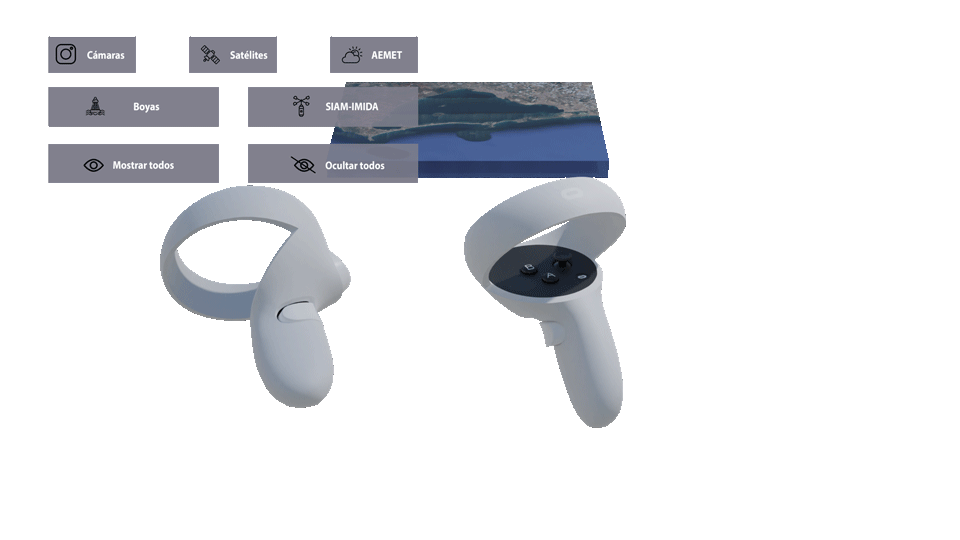 Cámaras
Satélites
AEMET
Boyas
SIAM-IMIDA
Mostrar todos
Ocultar todos